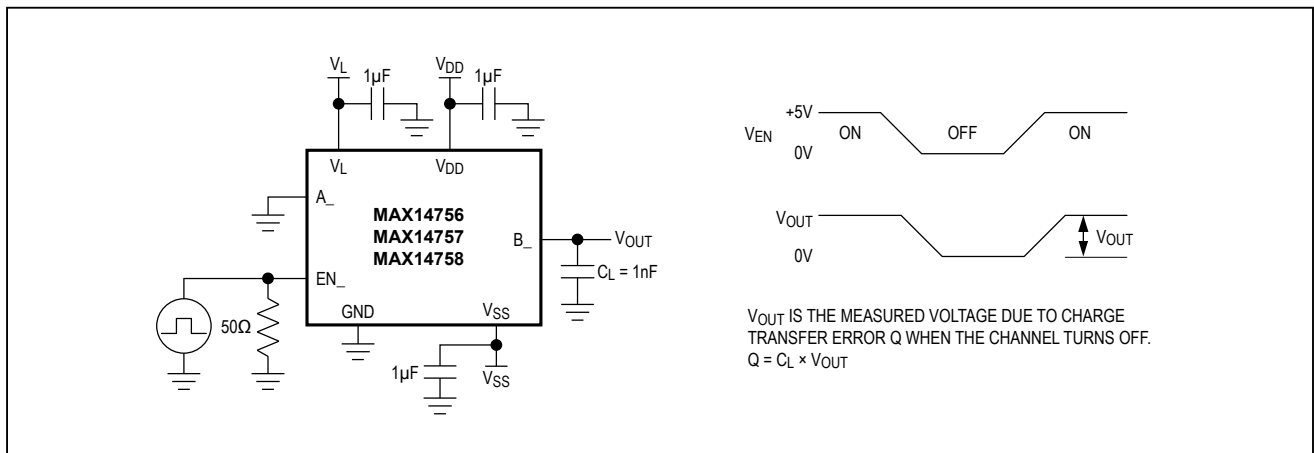 VL
1µF
VDD
1µF
VL
VDD
A_
MAX14756
MAX14757
MAX14758
B_
VOUT
CL = 1nF
EN_
50Ω
GND
VSS
1µF
VSS
+5V
VEN
ON
OFF
ON
0V
VOUT
VOUT
0V
VOUT IS THE MEASURED VOLTAGE DUE TO CHARGE
TRANSFER ERROR Q WHEN THE CHANNEL TURNS OFF.
Q = CL × VOUT